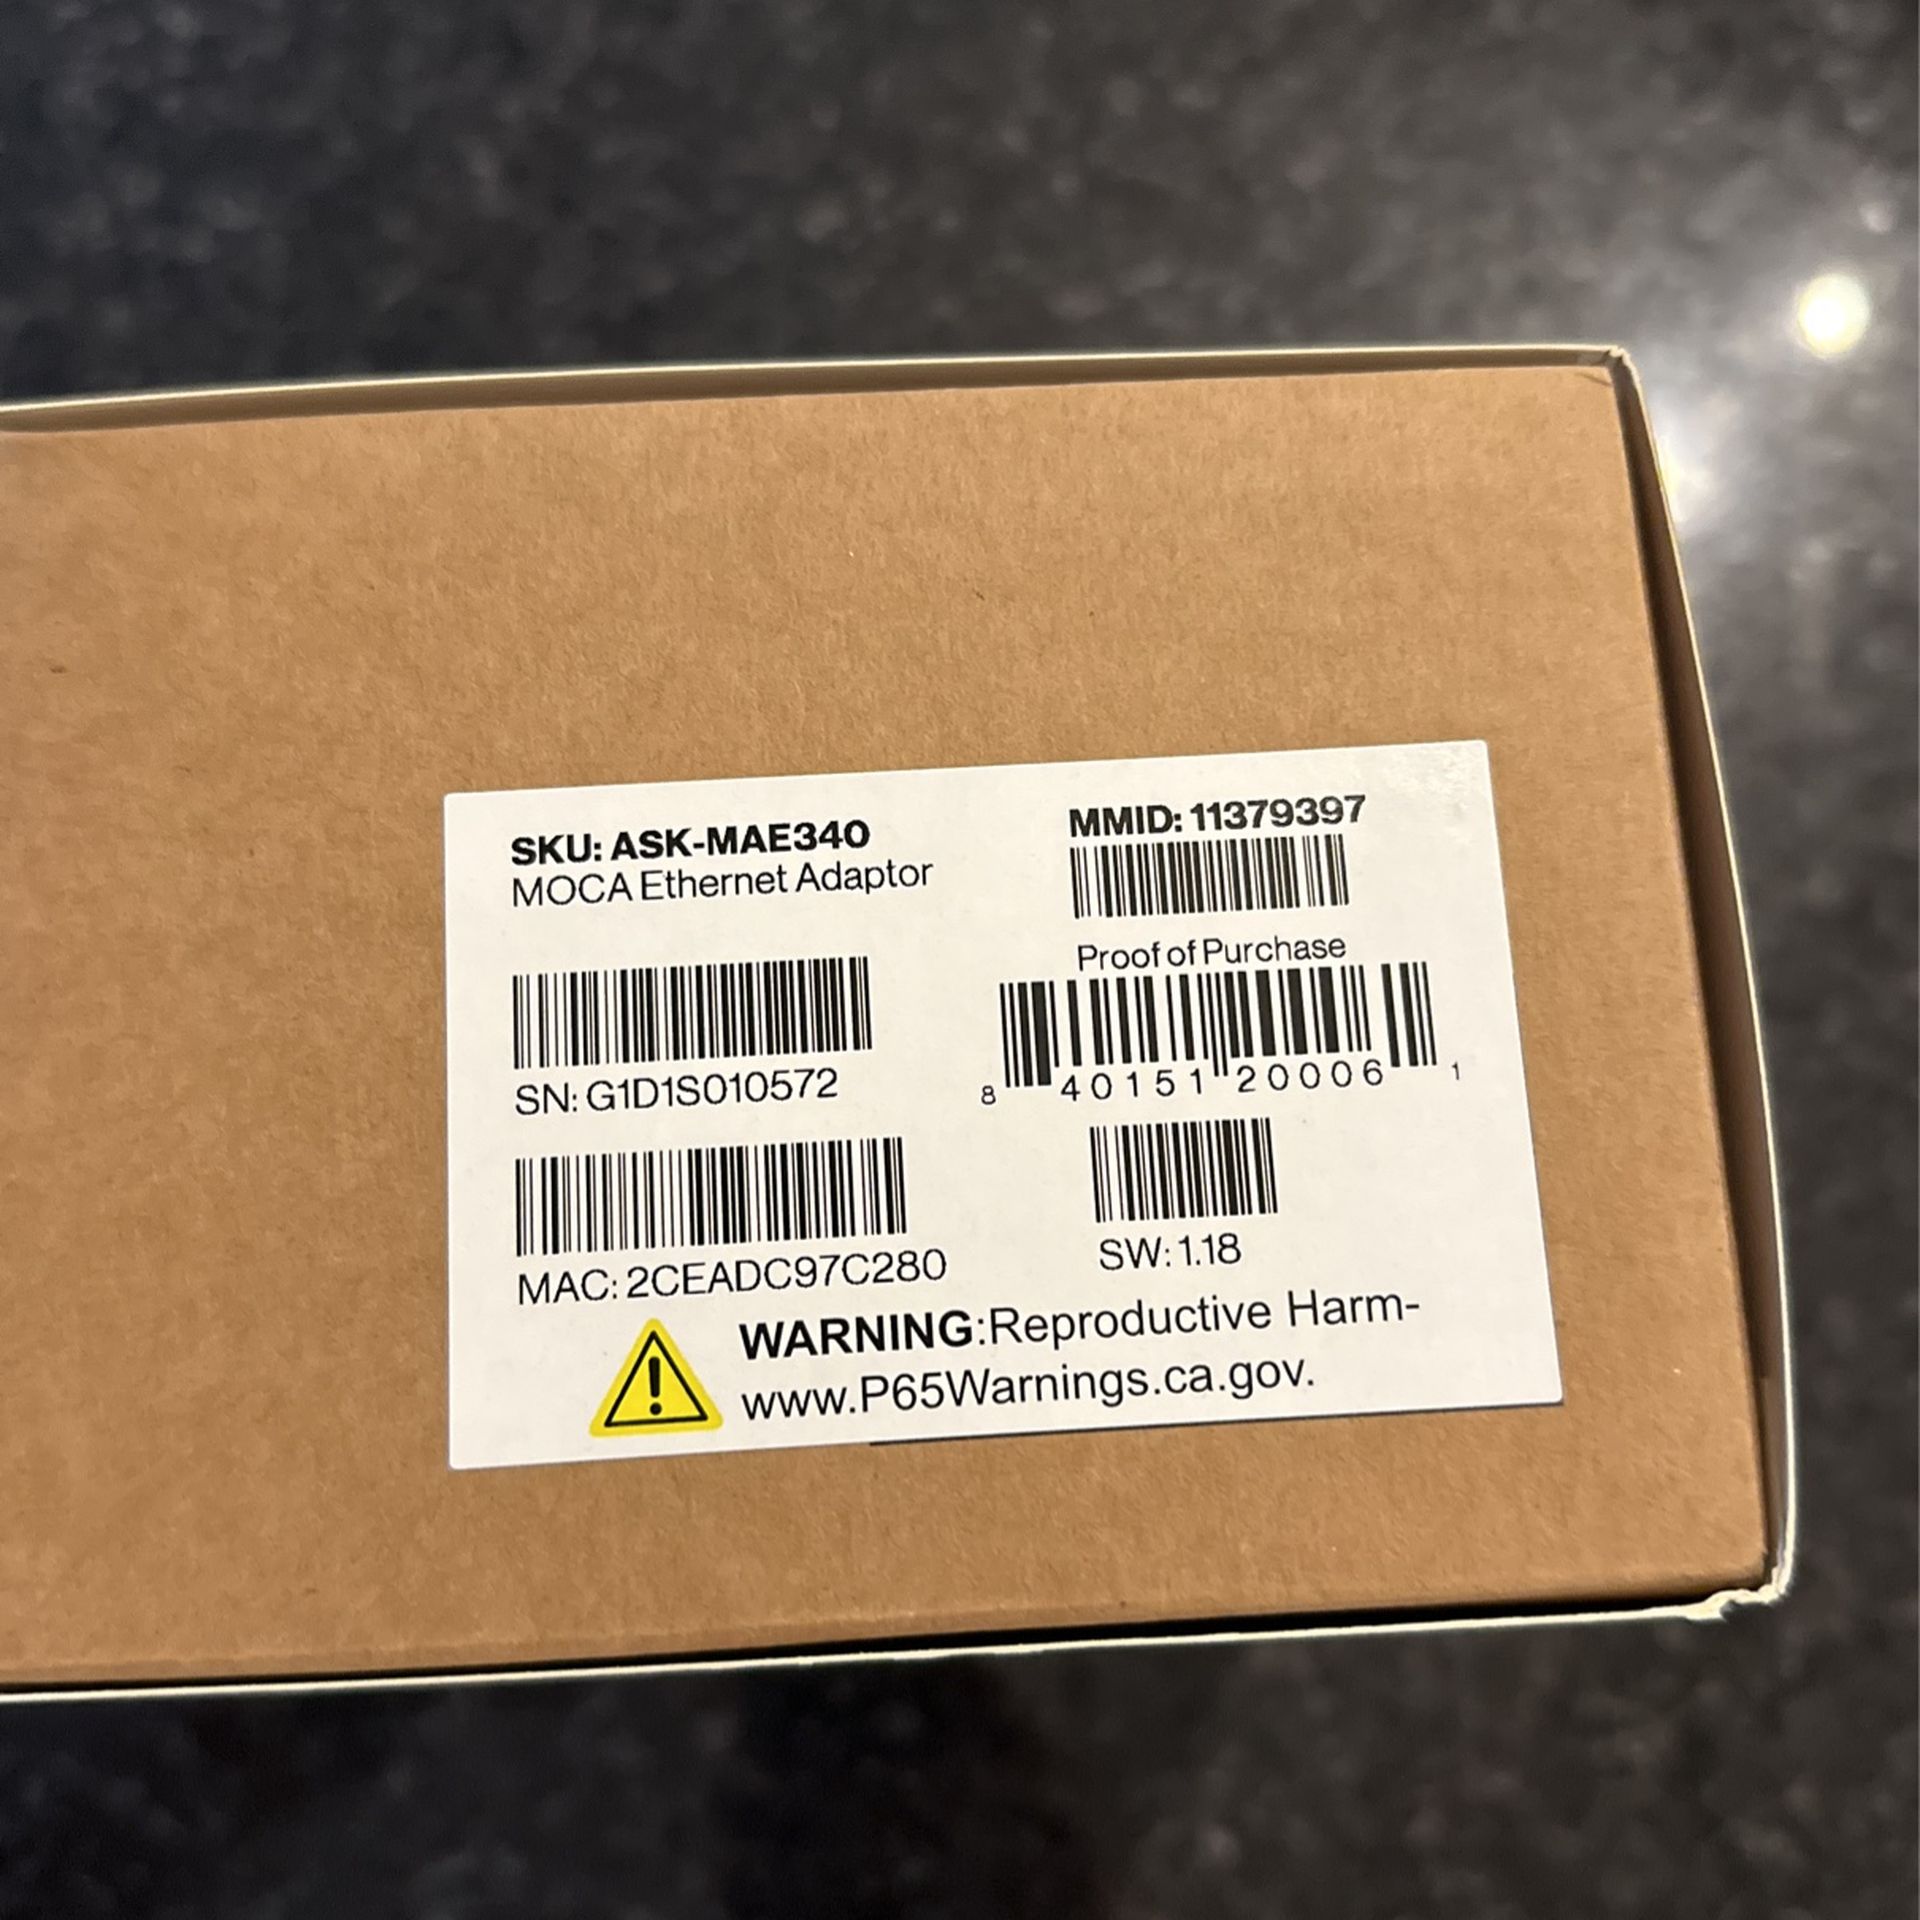 SKU: ASK-MAE340
MOCA Ethernet Adaptor
MMID: 11379397
Proof of Purchase
8 40151 20006 1
SN: G1D1S010572
MAC: 2CEADC97C280
SW: 1.18
WARNING:Reproductive Harm-
www.P65Warnings.ca.gov.